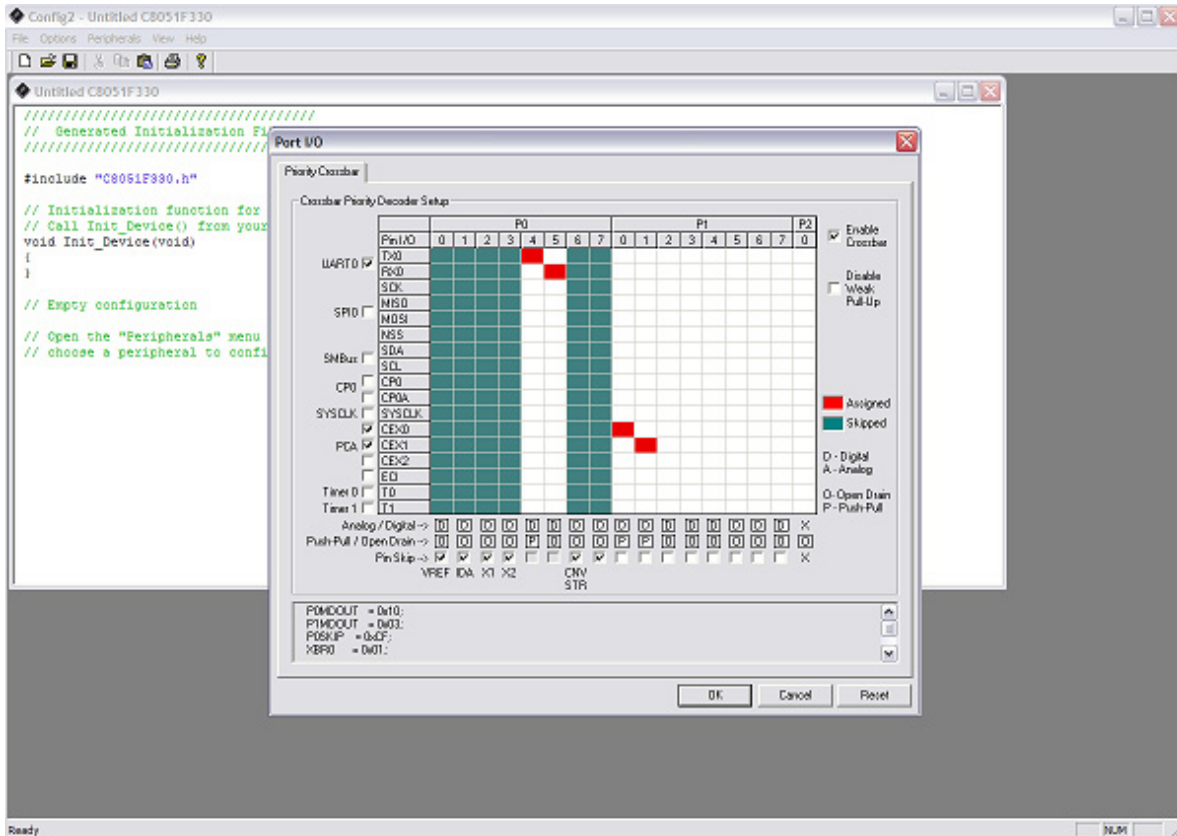 Config2 - Untitled C8051F330
File Options Peripherals View Help
Untitled C8051F330
/////////////////////////////////////
// Generated Initialization Fi
////////////////////////////////
#include "C8051F330.h"
// Initialization function for
// Call Init_Device() from your
void Init_Device(void)
{
}
// Empty configuration
// Open the "Peripherals" menu
// choose a peripheral to confi
Port I/O
Priority Crossbar
Crossbar Priority Decoder Setup
P0 P1 P2
Pin I/O 0 1 2 3 4 5 6 7 0 1 2 3 4 5 6 7 0
UART0 TX0
RX0
SCK
SPI0 MISO
MOSI
NSS
SMBus SDA
SCL
CP0 CP0
CP0A
SYSCLK SYSCLK
CEX0
PCA CEX1
CEX2
ECI
Timer 0 T0
Timer 1 T1
Enable Crossbar
Disable Weak Pull-Up
Assigned
Skipped
D - Digital
A - Analog
O- Open Drain
P - Push-Pull
Analog / Digital -> D D D D D D D D D D D D D D D D X
Push-Pull / Open Drain -> O O O O P O O O P P O O O O O O O
Pin Skip -> X
VREF IDA X1 X2 CNV STR
P0MDOUT = 0x10;
P1MDOUT = 0x03;
P0SKIP = 0xCF;
XBR0 = 0x01;
OK Cancel Reset
Ready NUM